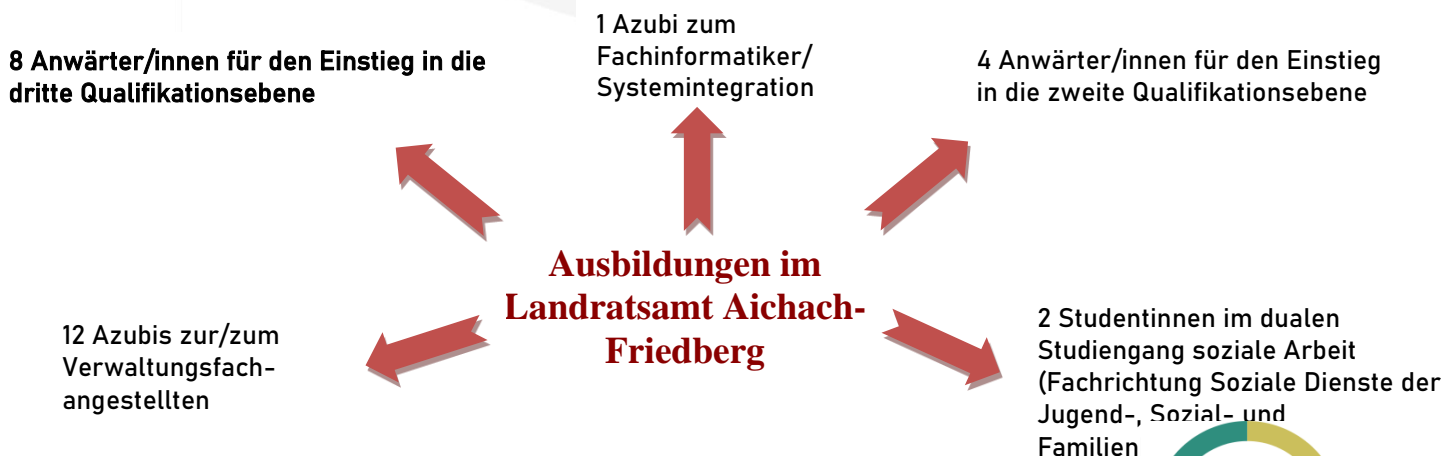 8 Anwärter/innen für den Einstieg in die
dritte Qualifikationsebene
1 Azubi zum
Fachinformatiker/
Systemintegration
4 Anwärter/innen für den Einstieg
in die zweite Qualifikationsebene
Ausbildungen im
Landratsamt Aichach-
Friedberg
12 Azubis zur/zum
Verwaltungsfach-
angestellten
2 Studentinnen im dualen
Studiengang soziale Arbeit
(Fachrichtung Soziale Dienste der
Jugend-, Sozial- und
Familien